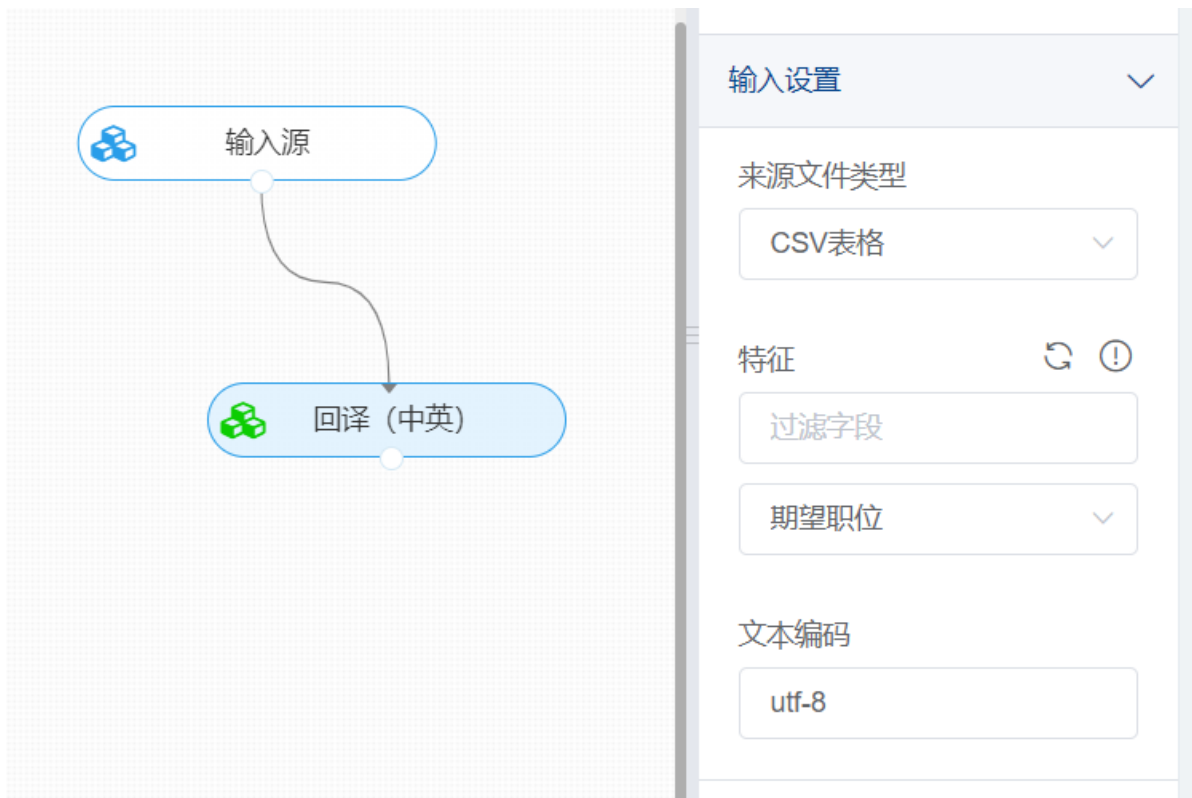 输入源
回译（中英）
输入设置
来源文件类型
CSV表格
特征
过滤字段
期望职位
文本编码
utf-8